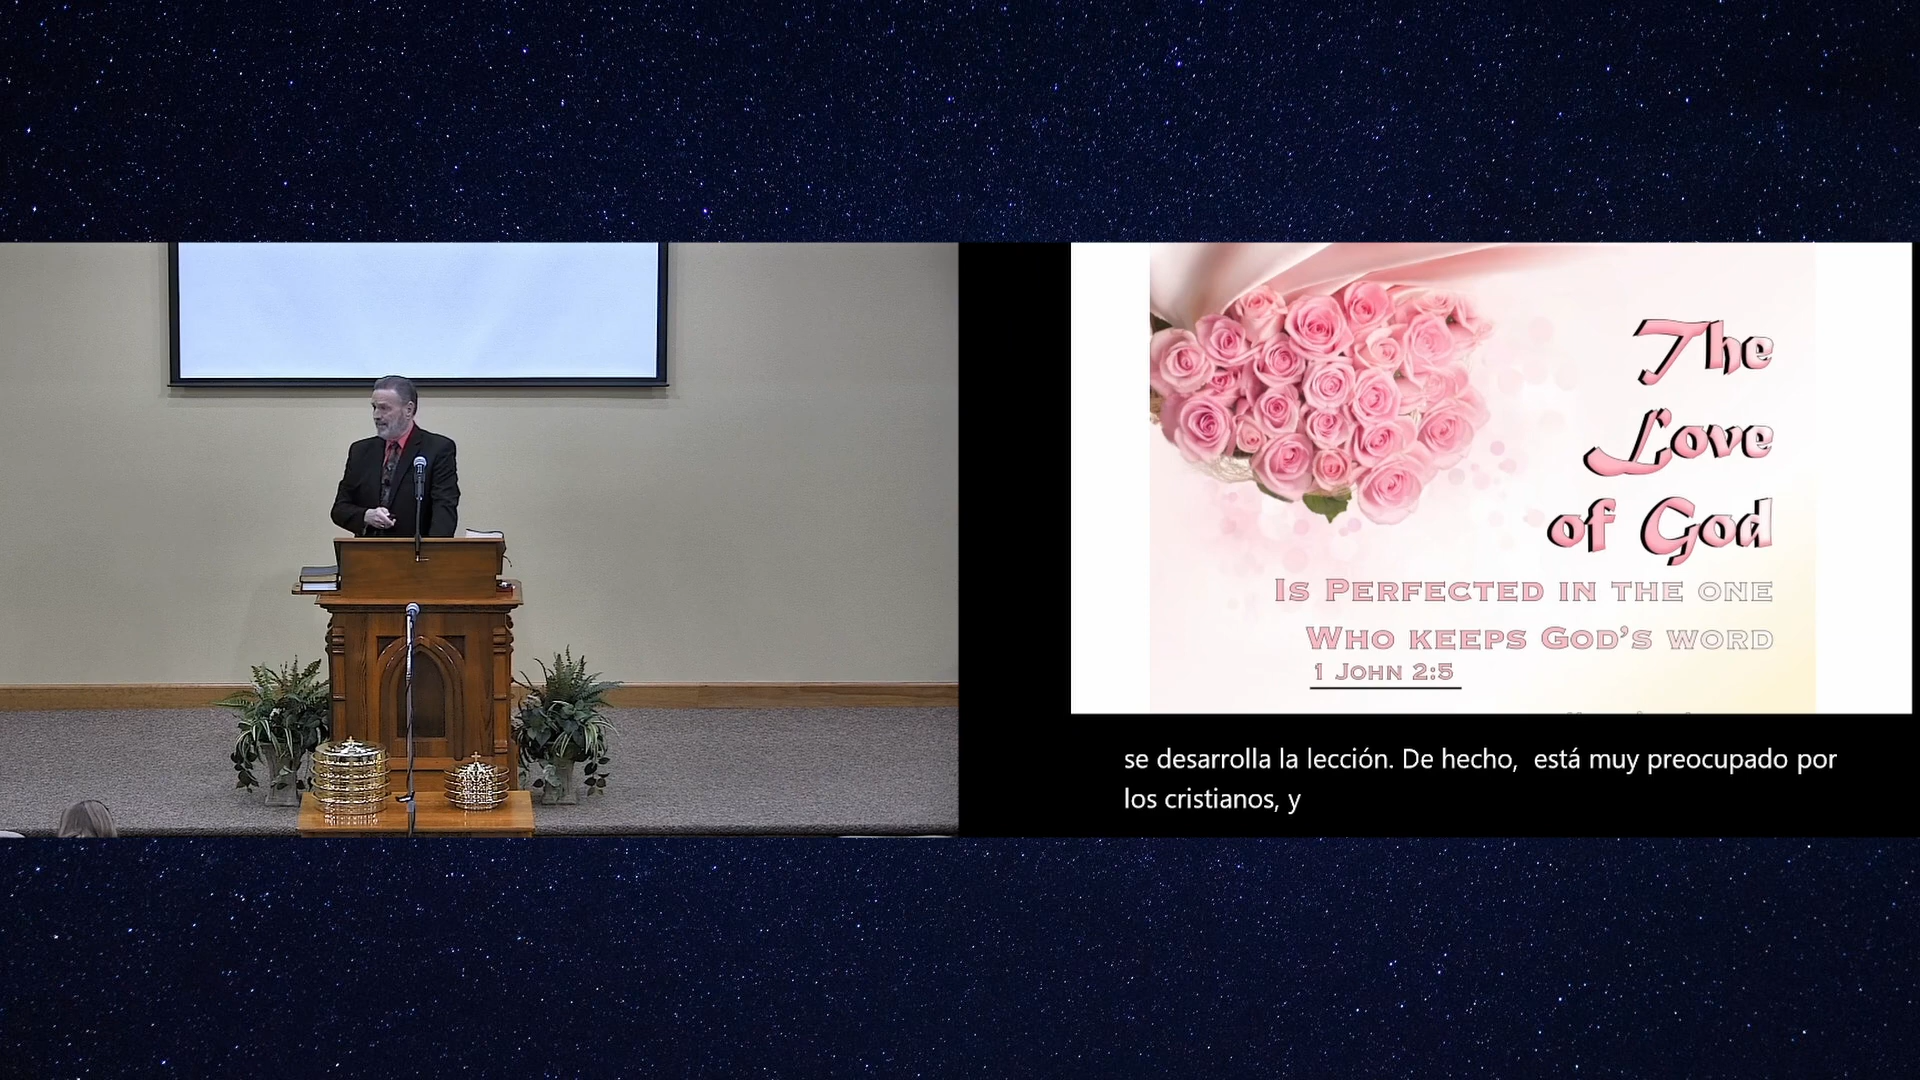 The
Love
of God
Is Perfected in the one
Who keeps God's word
1 John 2:5
se desarrolla la lección. De hecho,  está muy preocupado por
los cristianos, y